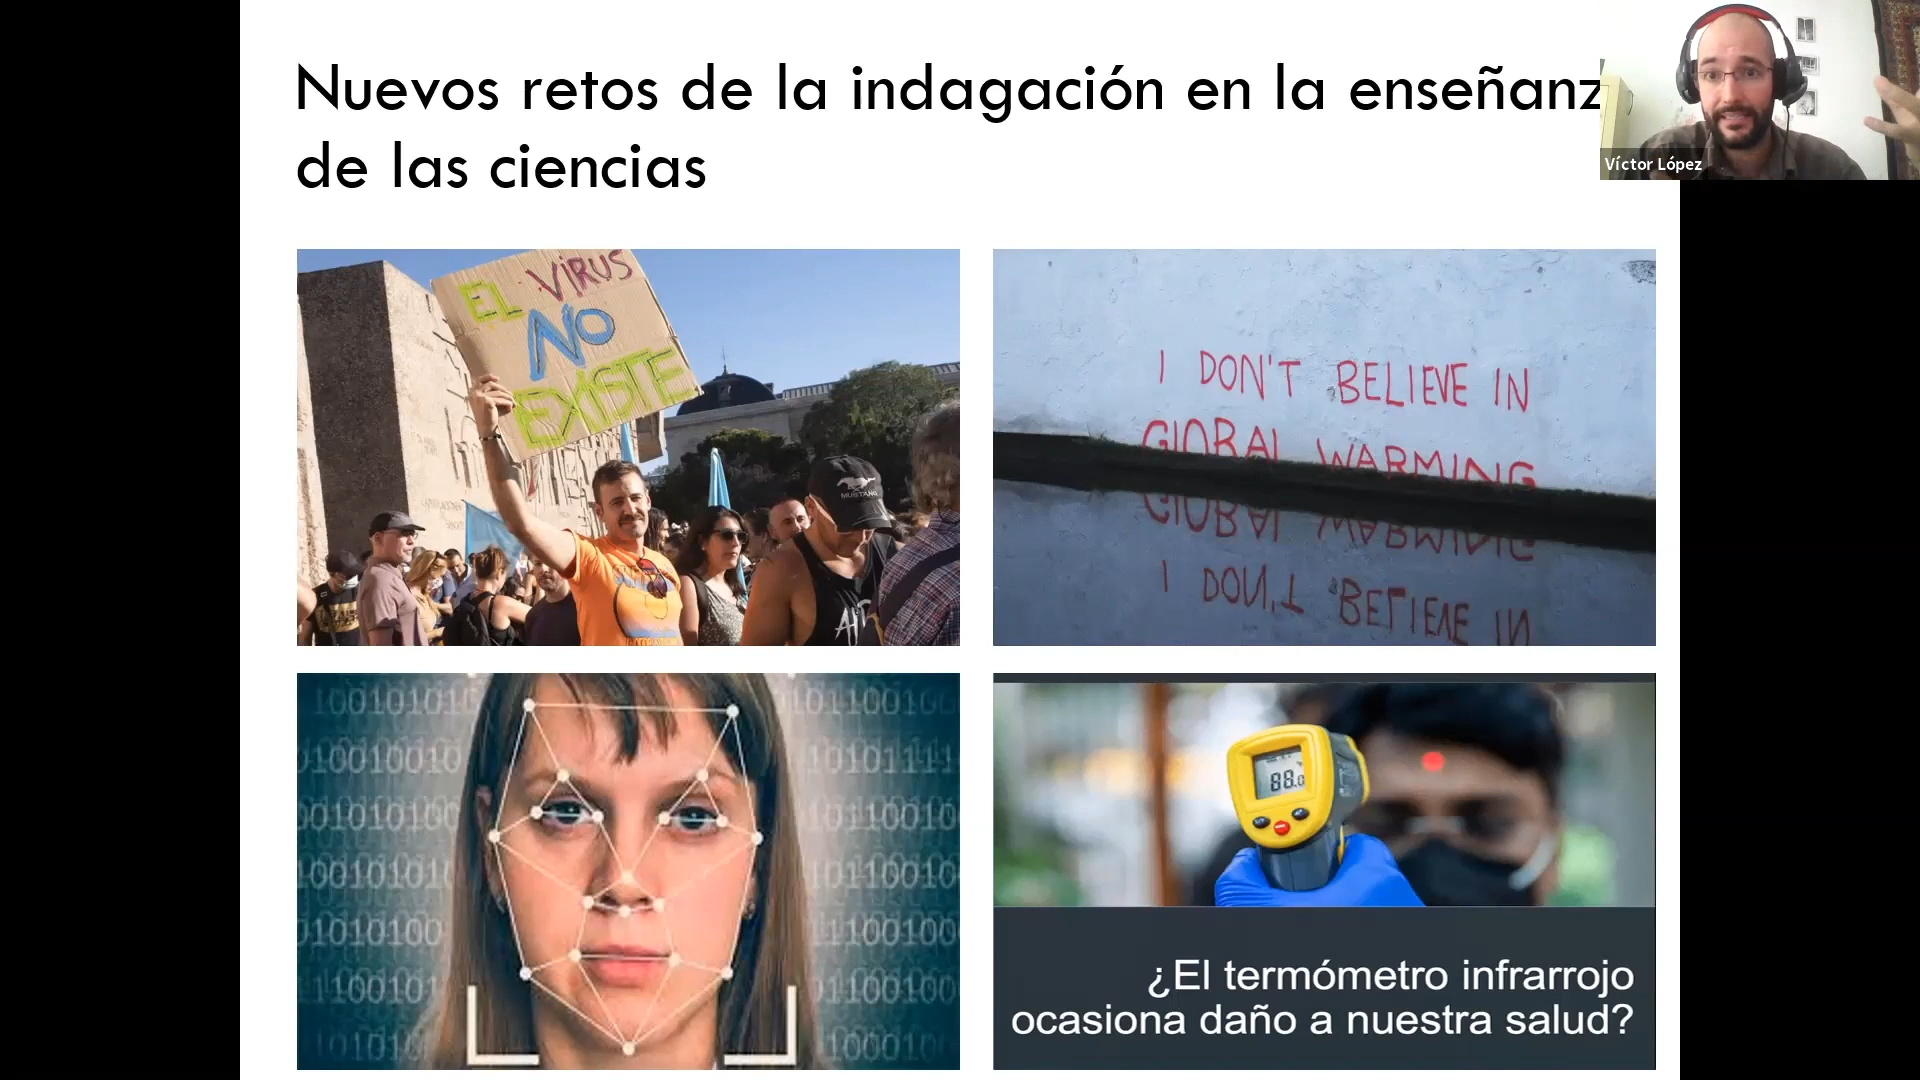 Nuevos retos de la indagación en la enseñanz
de las ciencias
Víctor López
EL VIRUS
NO
EXISTE
MUSTANG
I DON'T BELIEVE IN
GLOBAL WARMING
88.0
¿El termómetro infrarrojo
ocasiona daño a nuestra salud?